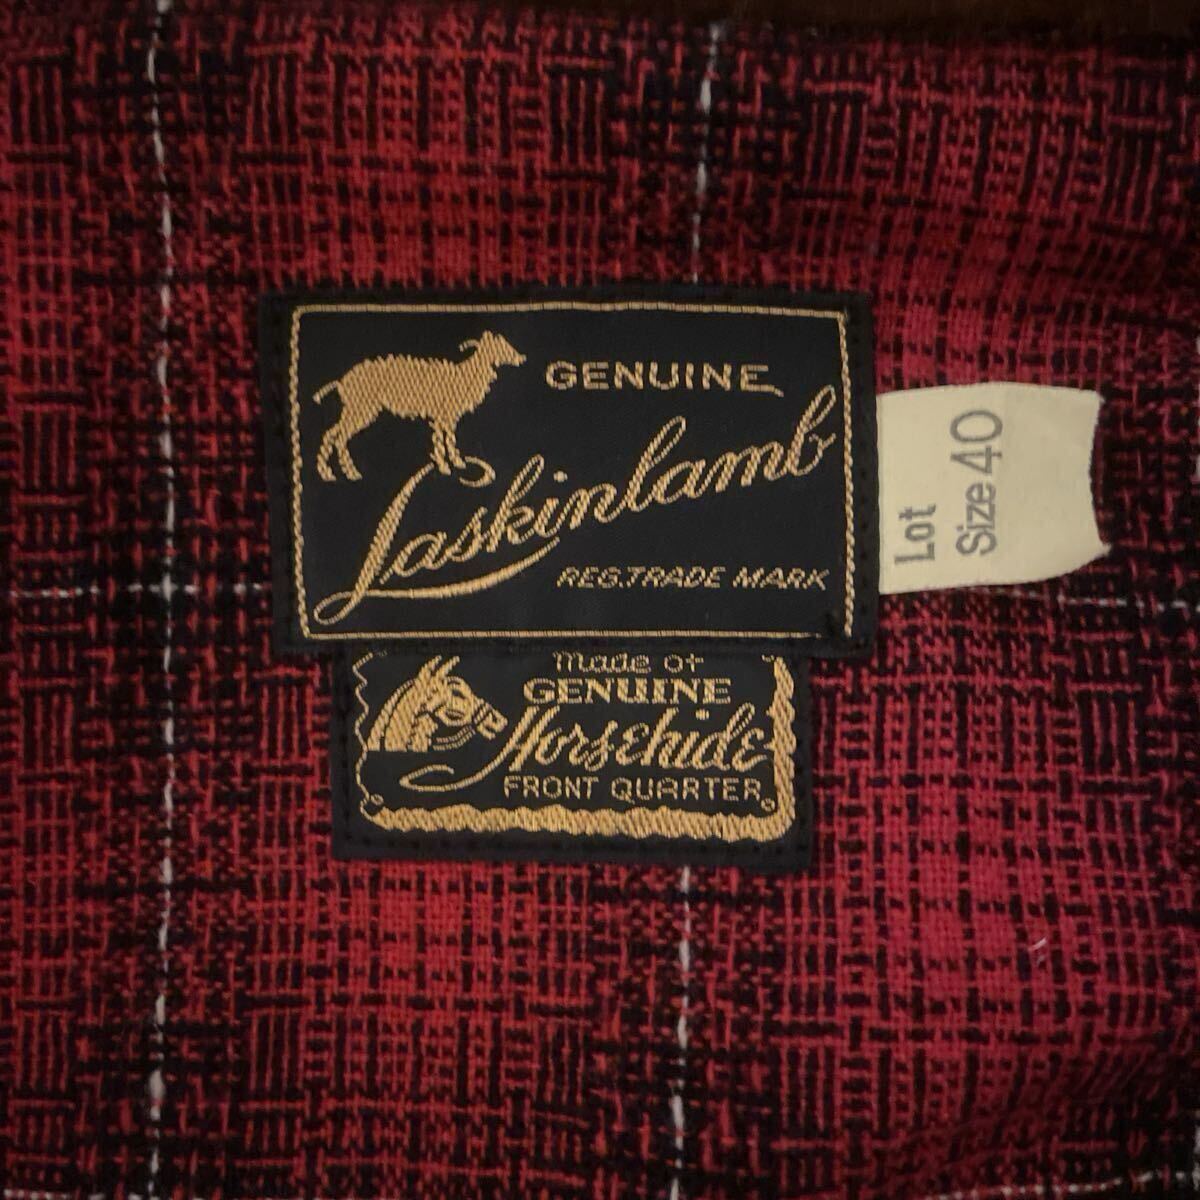 GENUINE
Laskinlamb
REG.TRADE MARK
Lot
Size 40
Made of
GENUINE
Horsehide
FRONT QUARTER